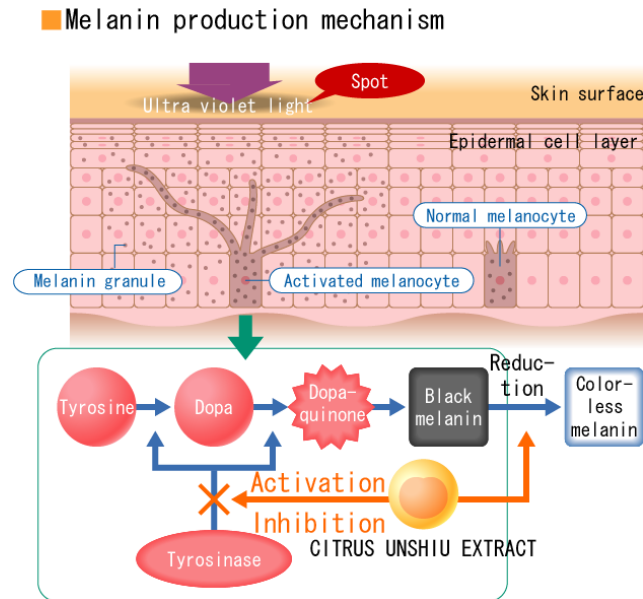 Melanin production mechanism
Spot
Ultra violet light
Skin surface
Epidermal cell layer
Normal melanocyte
Melanin granule
Activated melanocyte
Tyrosine
Dopa
Dopa-
quinone
Black
melanin
Reduc-
tion
Color-
less
melanin
Activation
Inhibition
CITRUS UNSHIU EXTRACT
Tyrosinase